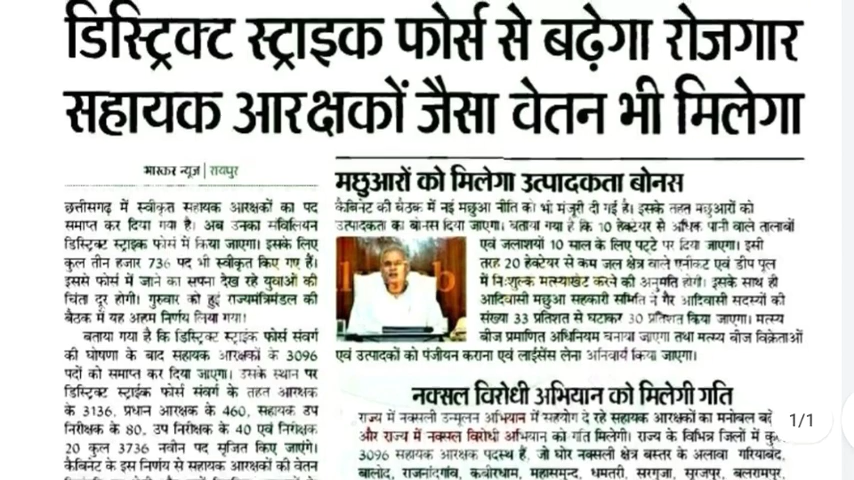 डिस्ट्रिक्ट स्ट्राइक फोर्स से बढ़ेगा रोजगार
सहायक आरक्षकों जैसा वेतन भी मिलेगा
भास्कर न्यूज | रायपुर
छत्तीसगढ़ में स्वीकृत सहायक आरक्षकों का पद
समाप्त कर दिया गया है। अब उनका संविलियन
डिस्ट्रिक्ट स्ट्राइक फोर्स में किया जाएगा। इसके लिए
कुल तीन हजार 736 पद भी स्वीकृत किए गए हैं।
इससे फोर्स में जाने का सपना देख रहे युवाओं की
चिंता दूर होगी। गुरुवार को हुई राज्यमंत्रिमंडल की
बैठक में यह अहम निर्णय लिया गया।
बताया गया है कि डिस्ट्रिक्ट स्ट्राईक फोर्स संवर्ग
की घोषणा के बाद सहायक आरक्षकों के 3096
पदों को समाप्त कर दिया जाएगा। उसके स्थान पर
डिस्ट्रिक्ट स्ट्राईक फोर्स संवर्ग के तहत आरक्षक
के 3136, प्रधान आरक्षक के 460, सहायक उप
निरीक्षक के 80, उप निरीक्षक के 40 एवं निरीक्षक
20 कुल 3736 नवीन पद सृजित किए जाएंगे।
कैबिनेट के इस निर्णय से सहायक आरक्षकों की वेतन
मछुआरों को मिलेगा उत्पादकता बोनस
कैबिनेट की बैठक में नई मछुआ नीति को भी मंजूरी दी गई है। इसके तहत मछुआरों को
उत्पादकता का बोनस दिया जाएगा। बताया गया है कि 10 हेक्टेयर से अधिक पानी वाले तालाबों
एवं जलाशयों 10 साल के लिए पट्टे पर दिया जाएगा। इसी
तरह 20 हेक्टेयर से कम जल क्षेत्र वाले एनीकट एवं डीप पूल
में निःशुल्क मत्स्याखेट करने की अनुमति होगी। इसके साथ ही
आदिवासी मछुआ सहकारी समिति ने गैर आदिवासी सदस्यों की
संख्या 33 प्रतिशत से घटाकर 30 प्रतिशत किया जाएगा। मत्स्य
बीज प्रमाणित अधिनियम बनाया जाएगा तथा मत्स्य बीज विक्रेताओं
एवं उत्पादकों को पंजीयन कराना एवं लाईसेंस लेना अनिवार्य किया जाएगा।
नक्सल विरोधी अभियान को मिलेगी गति
राज्य में नक्सली उन्मूलन अभियान में सहयोग दे रहे सहायक आरक्षकों का मनोबल
और राज्य में नक्सल विरोधी अभियान को गति मिलेगी। राज्य के विभिन्न जिलों में
3096 सहायक आरक्षक पदस्थ हैं, जो घोर नक्सली क्षेत्र बस्तर के अलावा गरियाबंद,
बालोद, राजनांदगांव, कबीरधाम, महासमुन्द, धमतरी, सरगुजा, सूरजपुर, बलरामपुर,
1/1